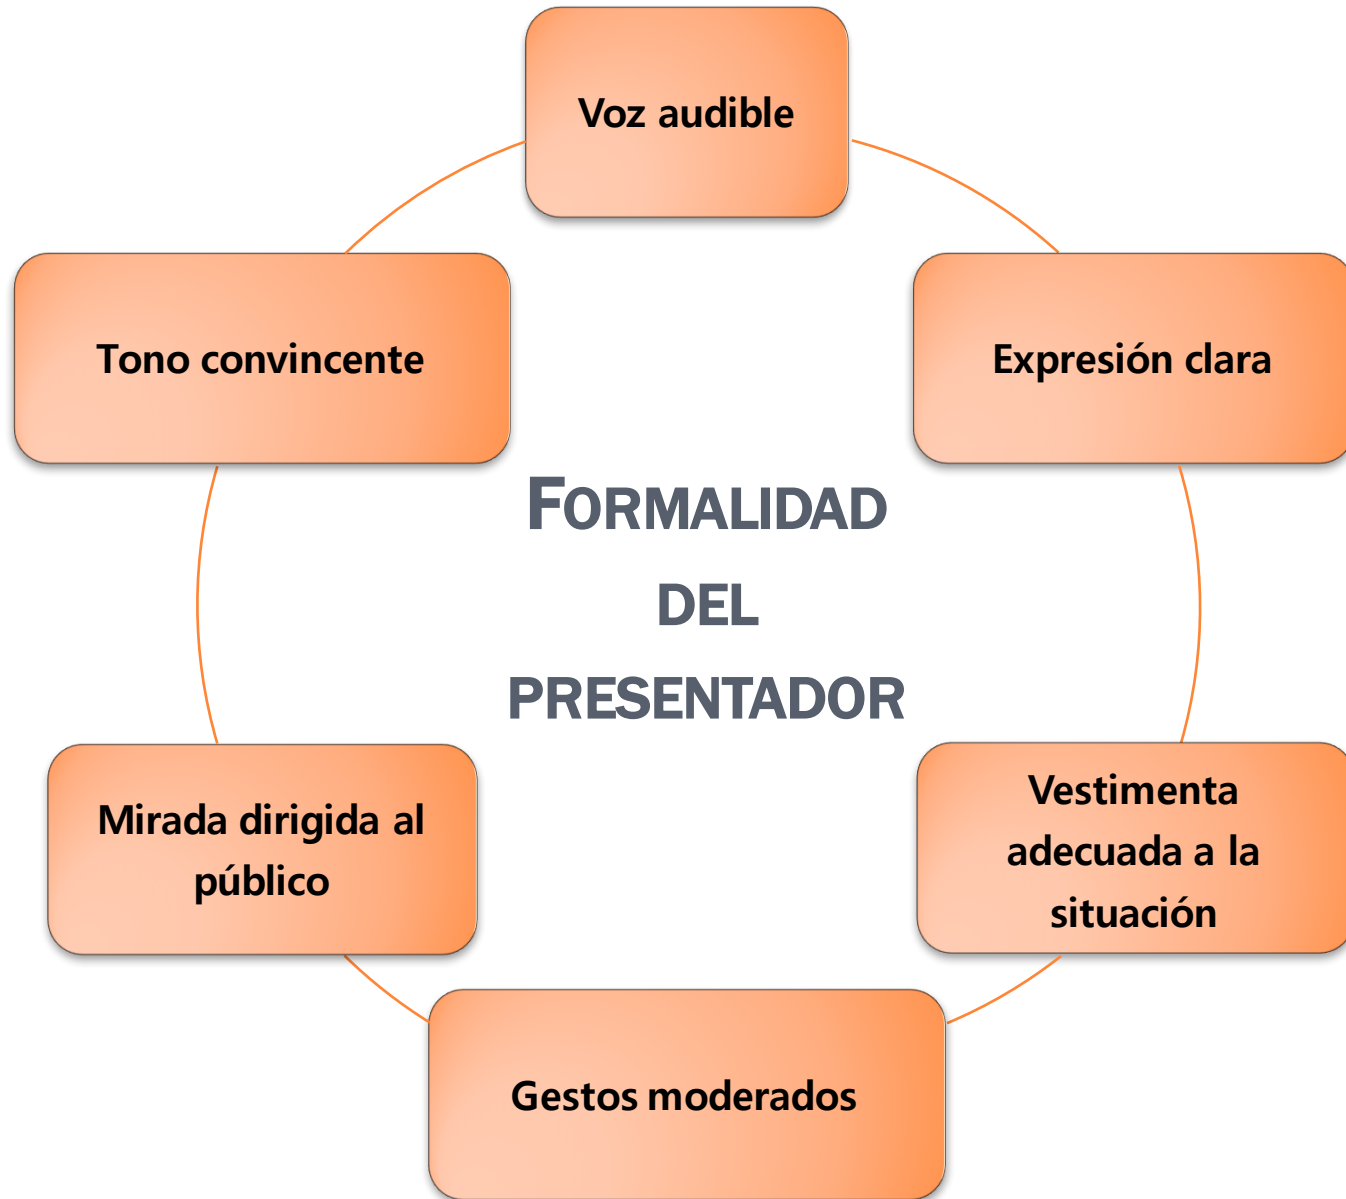 Voz audible
Tono convincente
Expresión clara
FORMALIDAD
DEL
PRESENTADOR
Mirada dirigida al
público
Vestimenta
adecuada a la
situación
Gestos moderados